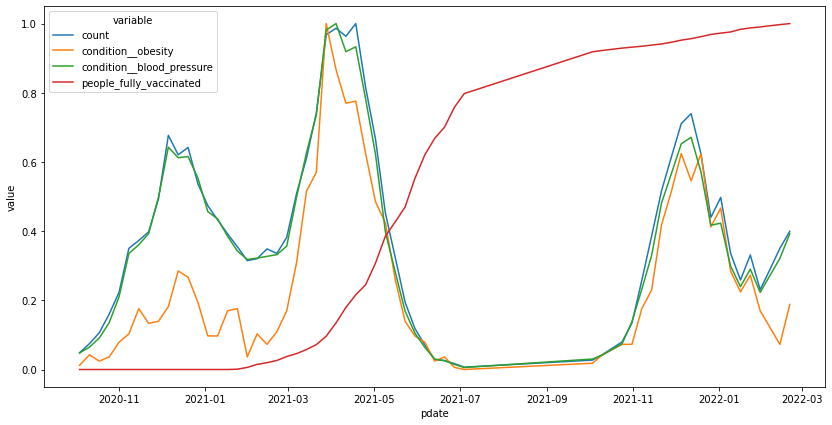 variable
count
condition__obesity
condition__blood_pressure
people_fully_vaccinated
1.0
0.8
0.6
0.4
0.2
0.0
value
2020-11
2021-01
2021-03
2021-05
2021-07
2021-09
2021-11
2022-01
2022-03
pdate